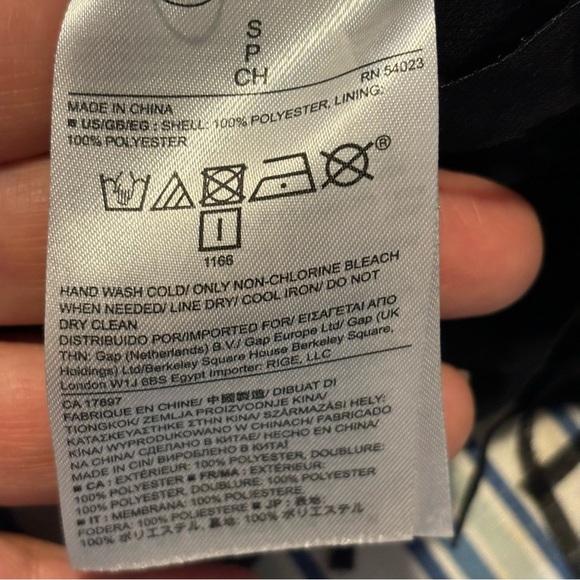 S
P
CH
RN 54023
MADE IN CHINA
■ US/GB/EG : SHELL: 100% POLYESTER, LINING:
100% POLYESTER
®
1166
HAND WASH COLD/ ONLY NON-CHLORINE BLEACH
WHEN NEEDED/ LINE DRY/ COOL IRON/ DO NOT
DRY CLEAN
DISTRIBUIDO POR/IMPORTED FOR/ ΕΙΣΑΓΕΤΑΙ ΑΠΟ
ΤΗΝ: Gap (Netherlands) B.V./ Gap Europe Ltd/ Gap (UK
Holdings) Ltd/Berkeley Square House Berkeley Square,
London W1J 6BS Egypt Importer: RIGE, LLC
CA 17897
FABRIQUÉ EN CHINE/ 中國製造/ DIBUAT DI
TIONGKOK/ ZEMLJA PROIZVODNJE KINA/
ΚΑΤΑΣΚΕΥΑΣΤΗΚΕ ΣΤΗΝ ΚΙΝΑ/ SZÁRMAZÁSI HELY:
KÍNA/ WYPRODUKOWANO W CHINACH/ FABRICADO
NA CHINA/ СДЕЛАНО В КИТАЕ/ HECHO EN CHINA/
MADE IN CIN/ ВИРОБЛЕНО В КИТАЇ
■ CA : EXTÉRIEUR: 100% POLYESTER, DOUBLURE:
100% POLYESTER ■ FR/MA : EXTÉRIEUR:
100% POLYESTER, DOUBLURE: 100% POLYESTER
■ IT : MEMBRANA: 100% POLIESTERE,
FODERA: 100% POLIESTERE ■ JP : 表地:
100% ポリエステル, 裏地: 100% ポリエステル